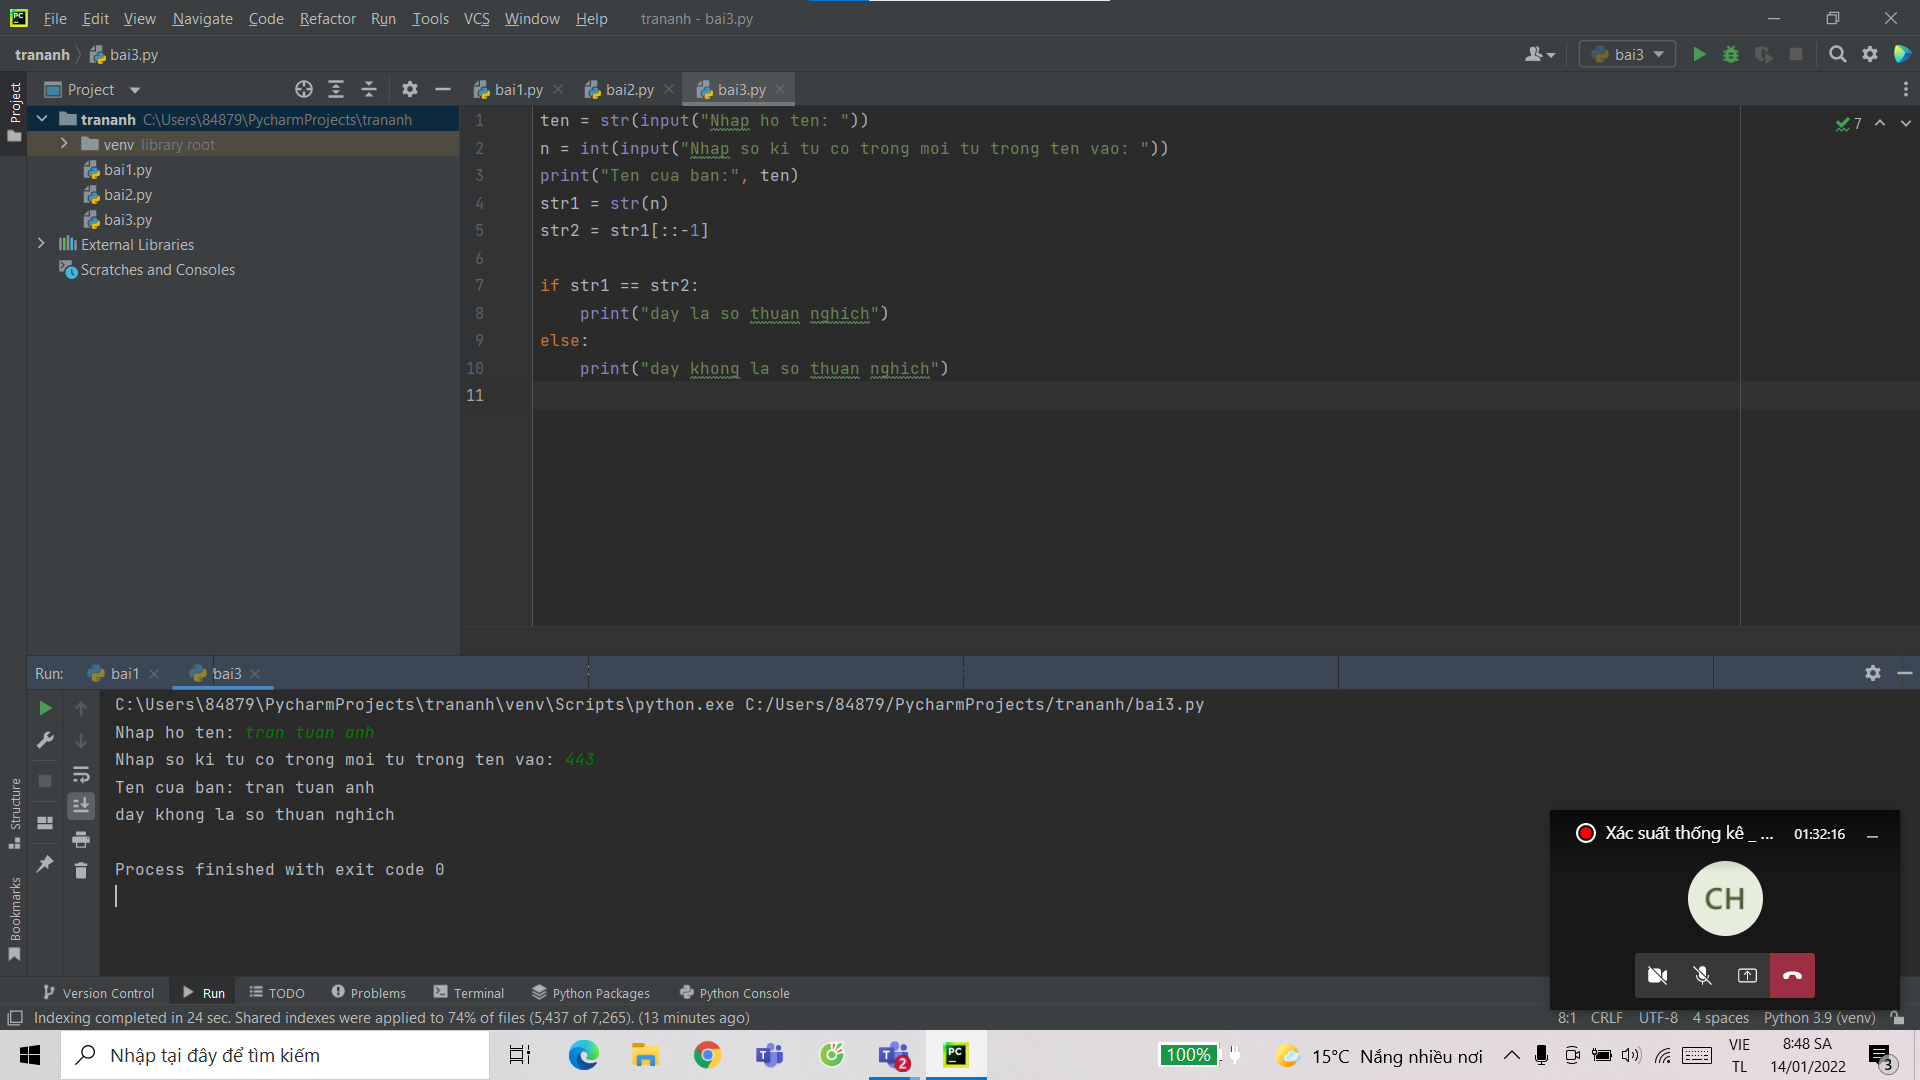 File Edit View Navigate Code Refactor Run Tools VCS Window Help trananh - bai3.py
trananh bai3.py bai3
Project bai1.py bai2.py bai3.py
Project
trananh C:\Users\84879\PycharmProjects\trananh
venv library root
bai1.py
bai2.py
bai3.py
External Libraries
Scratches and Consoles
7
1 ten = str(input("Nhap ho ten: "))
2 n = int(input("Nhap so ki tu co trong moi tu trong ten vao: "))
3 print("Ten cua ban:", ten)
4 str1 = str(n)
5 str2 = str1[::-1]
6
7 if str1 == str2:
8 print("day la so thuan nghich")
9 else:
10 print("day khong la so thuan nghich")
11
Run: bai1 bai3
C:\Users\84879\PycharmProjects\trananh\venv\Scripts\python.exe C:/Users/84879/PycharmProjects/trananh/bai3.py
Nhap ho ten: tran tuan anh
Nhap so ki tu co trong moi tu trong ten vao: 443
Ten cua ban: tran tuan anh
day khong la so thuan nghich
Process finished with exit code 0
Structure
Bookmarks
Xác suất thống kê _ ... 01:32:16
CH
Version Control Run TODO Problems Terminal Python Packages Python Console
Indexing completed in 24 sec. Shared indexes were applied to 74% of files (5,437 of 7,265). (13 minutes ago) 8:1 CRLF UTF-8 4 spaces Python 3.9 (venv)
Nhập tại đây để tìm kiếm PC 2 100% 15°C Nắng nhiều nơi VIE 8:48 SA
TL 14/01/2022 3